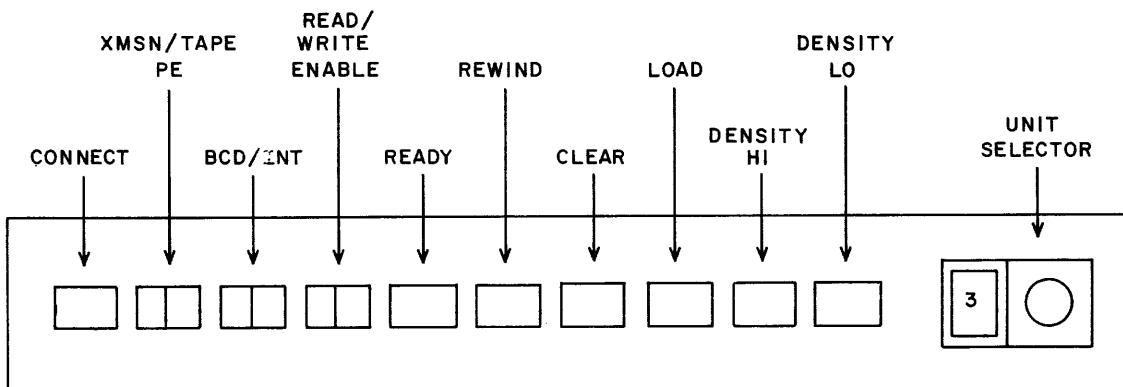 CONNECT
XMSN/TAPE
PE
BCD/INT
READ/
WRITE
ENABLE
READY
REWIND
CLEAR
LOAD
DENSITY
HI
DENSITY
LO
UNIT
SELECTOR
3